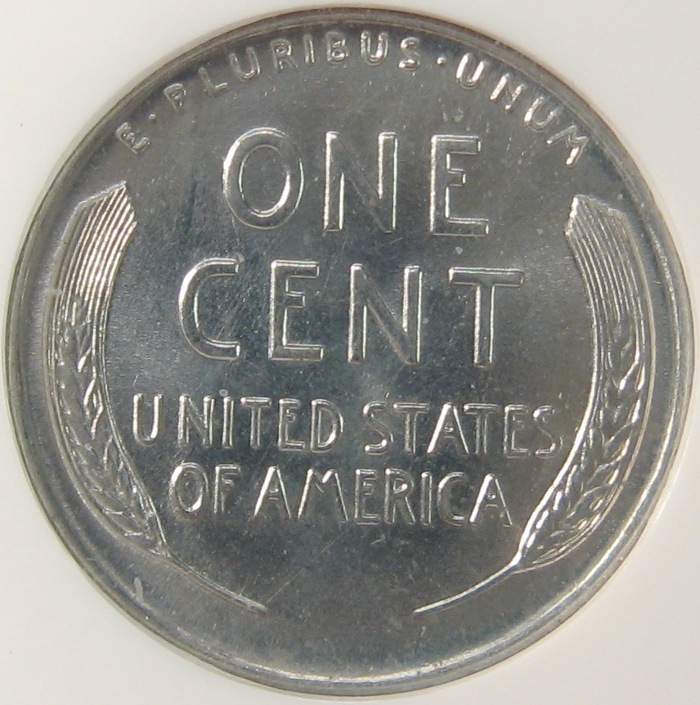 E·PLURIBUS·UNUM
ONE
CENT
UNITED STATES
OF AMERICA